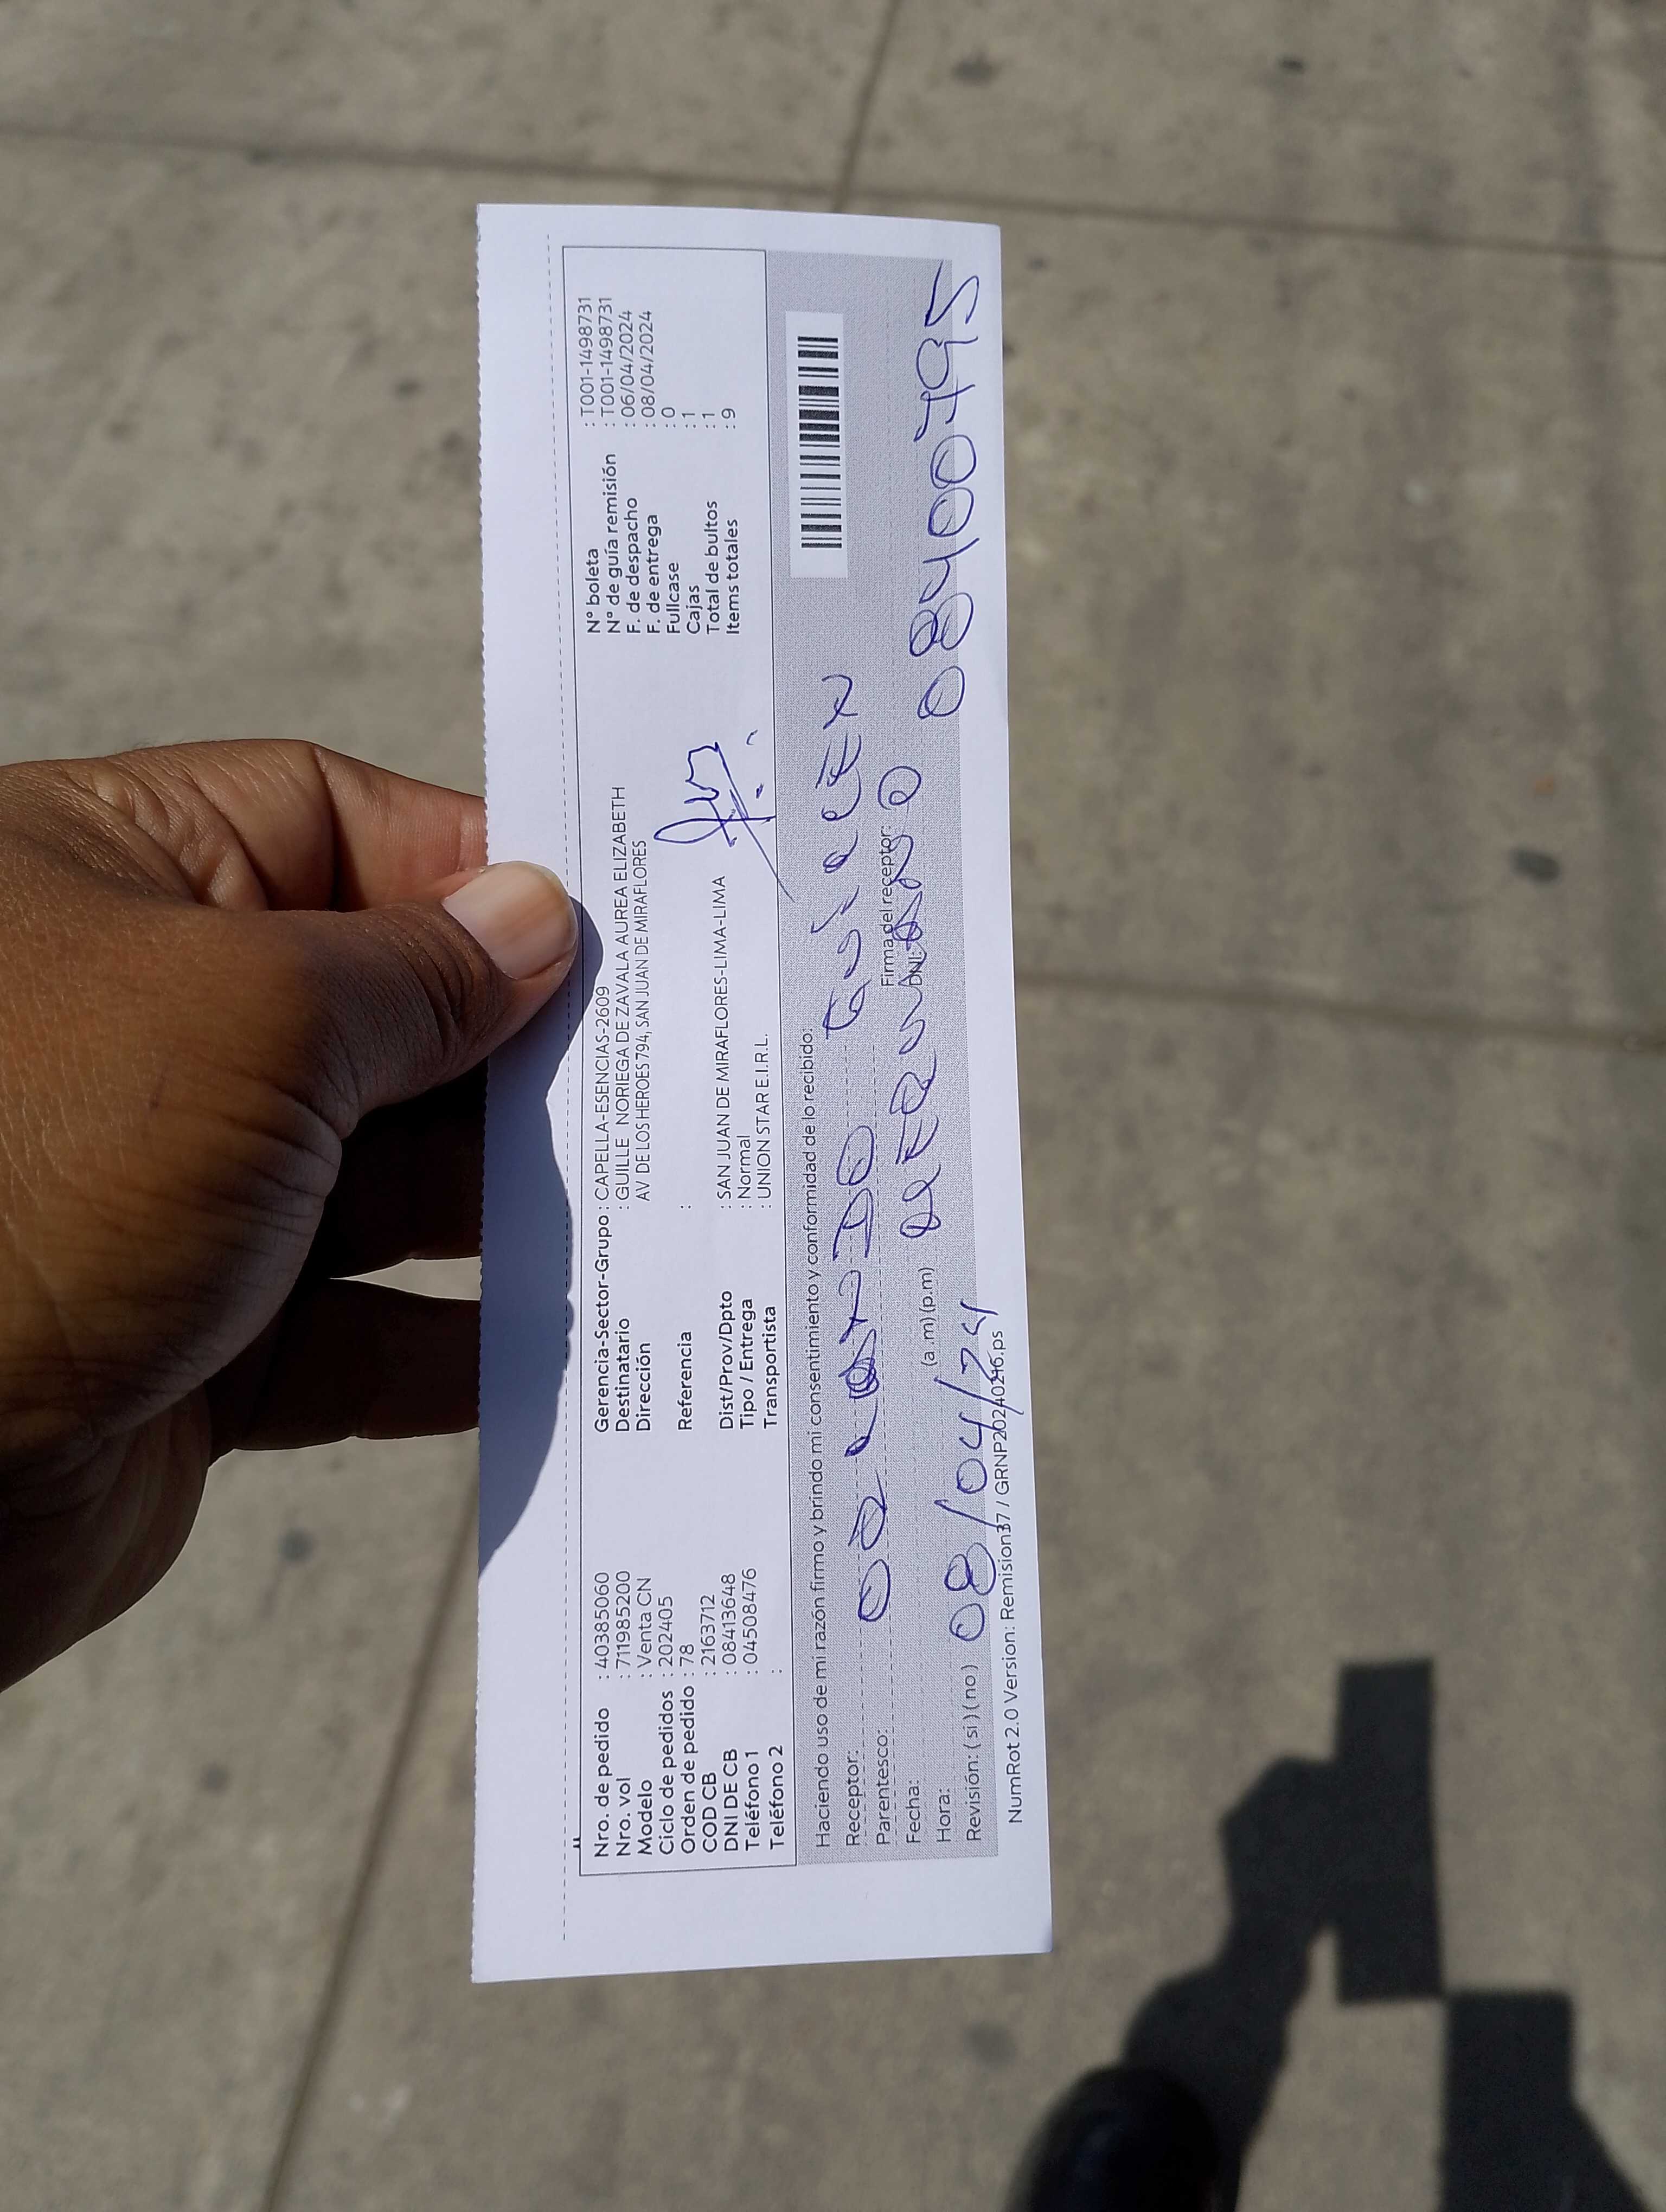 Nro. de pedido : 40385060
Nro. vol : 711985200
Modelo : Venta CN
Ciclo de pedidos : 202405
Orden de pedido : 78
COD CB : 2163712
DNI DE CB : 08413648
Teléfono 1 : 04508476
Teléfono 2 :
Gerencia-Sector-Grupo : CAPELLA-ESENCIAS-2609
Destinatario : GUILLE NORIEGA DE ZAVALA AUREA ELIZABETH
Dirección AV DE LOS HEROES 794, SAN JUAN DE MIRAFLORES
Referencia :
Dist/Prov/Dpto : SAN JUAN DE MIRAFLORES-LIMA-LIMA
Tipo / Entrega : Normal
Transportista : UNION STAR E.I.R.L.
N° boleta : T001-1498731
N° de guía remisión : T001-1498731
F. de despacho : 06/04/2024
F. de entrega : 08/04/2024
Fullcase : 0
Cajas : 1
Total de bultos : 1
Items totales : 9
Haciendo uso de mi razón firmo y brindo mi consentimiento y conformidad de lo recibido:
Receptor:
Parentesco:
Fecha:
Hora: (a .m) (p.m)
Revisión: ( si ) ( no ) 08/04/24
Firma del receptor:
DNI: 08400795
NumRot 2.0 Version: Remision37 / GRNP20240216.ps